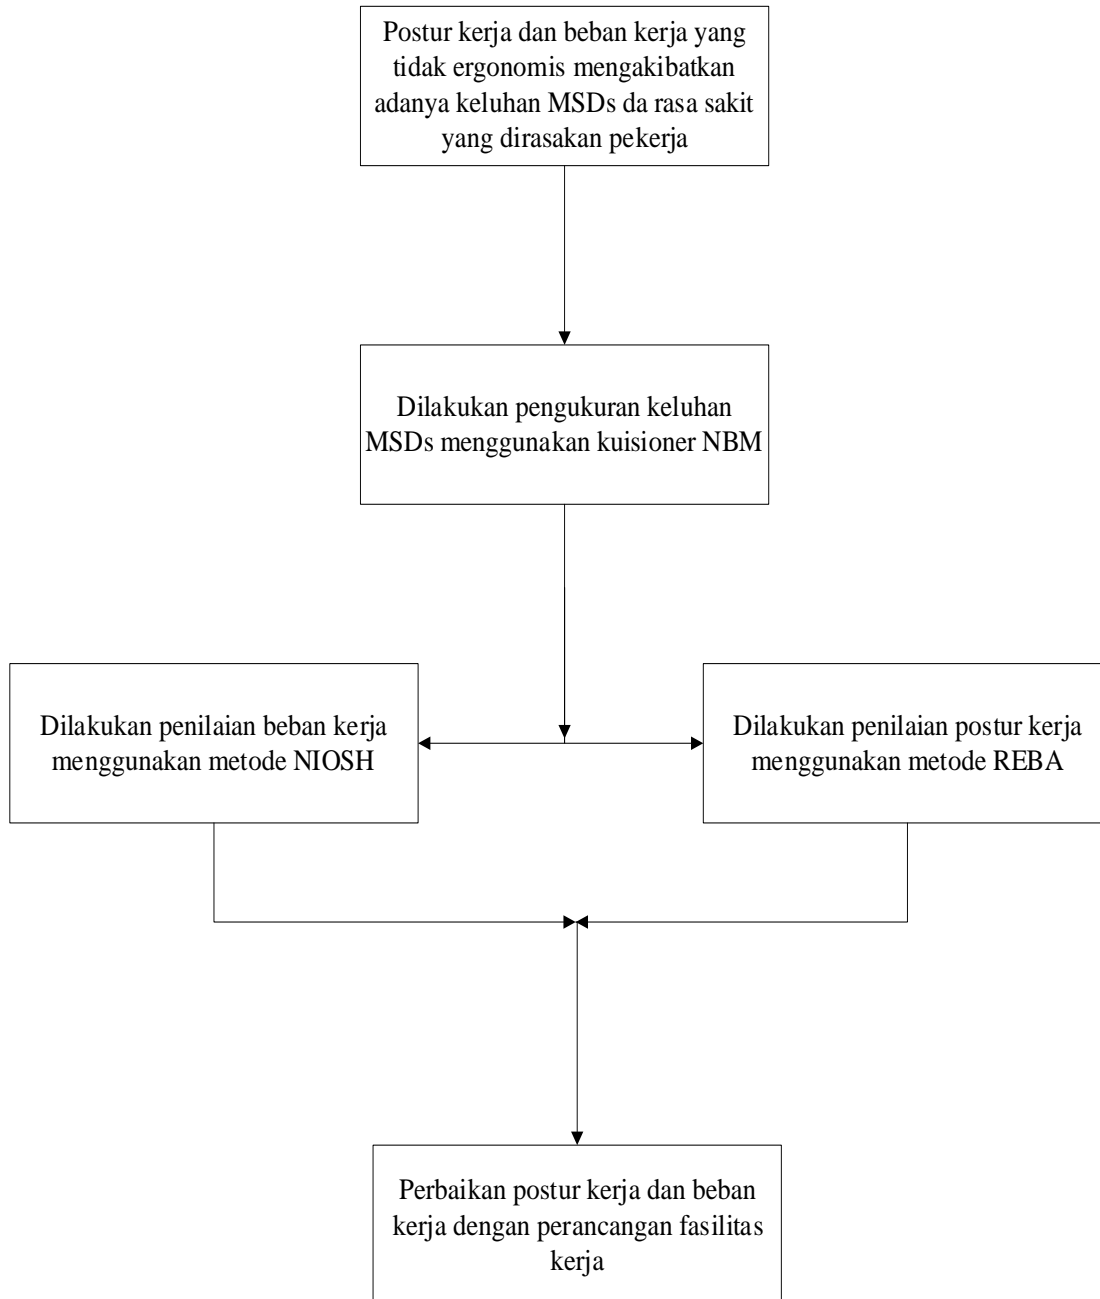 Postur kerja dan beban kerja yang
tidak ergonomis mengakibatkan
adanya keluhan MSDs da rasa sakit
yang dirasakan pekerja
Dilakukan pengukuran keluhan
MSDs menggunakan kuisioner NBM
Dilakukan penilaian beban kerja
menggunakan metode NIOSH
Dilakukan penilaian postur kerja
menggunakan metode REBA
Perbaikan postur kerja dan beban
kerja dengan perancangan fasilitas
kerja